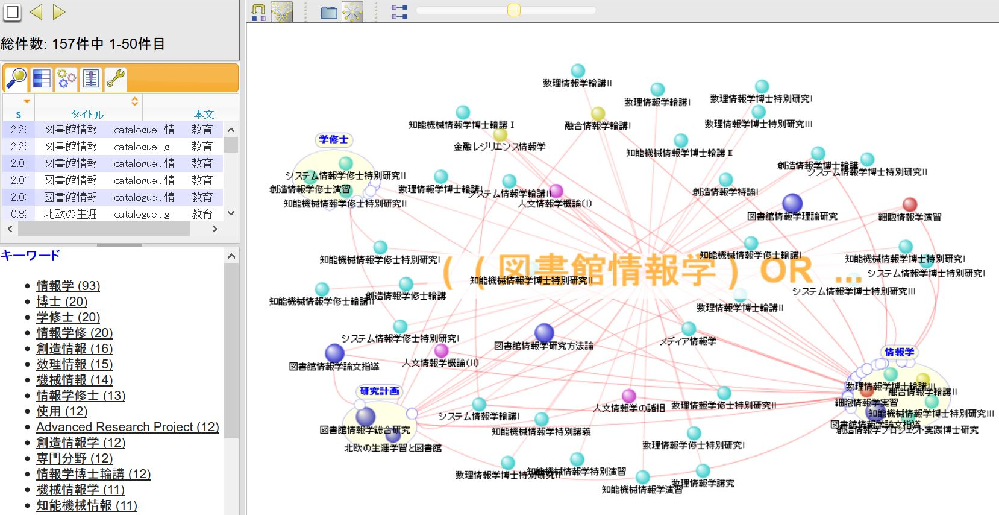 総件数: 157件中 1-50件目
S タイトル 本文
図書館情報 catalogue...情 教育
図書館情報 catalogue...g 教育
図書館情報 catalogue...情 教育
図書館情報 catalogue...情 教育
図書館情報 catalogue...情 教育
北欧の生涯 catalogue...g 教育
キーワード
情報学 (93)
博士 (20)
学修士 (20)
情報学修 (20)
創造情報 (16)
数理情報 (15)
機械情報 (14)
情報学修士 (13)
使用 (12)
Advanced Research Project (12)
創造情報学 (12)
専門分野 (12)
情報学博士輪講 (12)
機械情報学 (11)
知能機械情報 (11)
数理情報学輪講II
数理情報学輪講I
数理情報学博士特別研究I
数理情報学博士特別研究III
知能機械情報学博士輪講 I
融合情報学輪講I
金融レジリエンス情報学
知能機械情報学博士輪講 II
学修士
創造情報学博士輪講
システム情報学博士特別研究II
システム情報学修士特別研究II
創造情報学修士演習
知能機械情報学修士特別研究II
数理情報学博士輪講I
システム情報学輪講II
人文情報学概論(I)
創造情報学特論I
図書館情報学理論研究
細胞情報学演習
知能機械情報学修士特別研究I
知能機械情報学修士輪講I
知能機械情報学博士特別研究I
((図書館情報学) OR ...
システム情報学博士特別研究I
知能機械情報学博士特別研究II
システム情報学博士特別研究III
知能機械情報学修士輪講II
創造情報学修士輪講
数理情報学博士輪講II
システム情報学修士特別研究I
図書館情報学研究方法論
メディア情報学
図書館情報学論文指導
人文情報学概論(II)
情報学
研究計画
数理情報学博士輪講III
融合情報学輪講II
細胞情報学実習
知能機械情報学博士特別研究III
図書館情報学論文指導
創造情報学プロジェクト実践博士研究
人文情報学の諸相
数理情報学修士特別研究II
システム情報学輪講I
図書館情報学総合研究
北欧の生涯学習と図書館
知能機械情報学特別講義
数理情報学修士特別研究I
数理情報学博士特別研究II
知能機械情報学特別演習
知能機械情報学演習
数理情報学講究